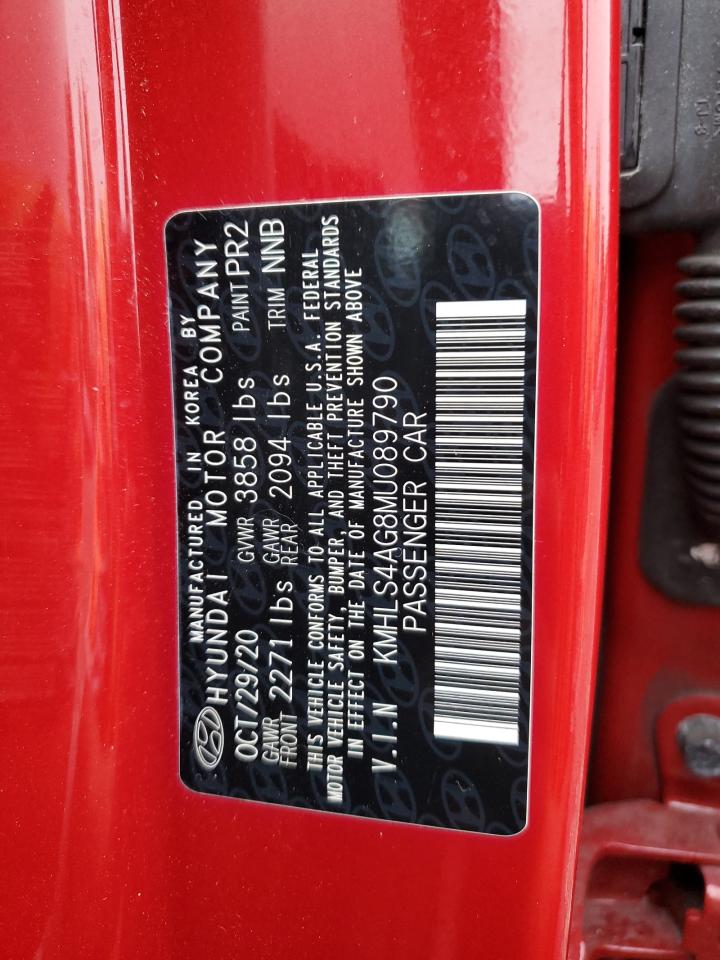 MANUFACTURED IN KOREA BY
HYUNDAI MOTOR COMPANY
OCT/29/20 GVWR 3858 lbs PAINT PR2
GAWR FRONT 2271 lbs GAWR REAR 2094 lbs TRIM NNB
THIS VEHICLE CONFORMS TO ALL APPLICABLE U.S.A. FEDERAL
MOTOR VEHICLE SAFETY, BUMPER, AND THEFT PREVENTION STANDARDS
IN EFFECT ON THE DATE OF MANUFACTURE SHOWN ABOVE
V.I.N KMHLS4AG8MU089790
PASSENGER CAR